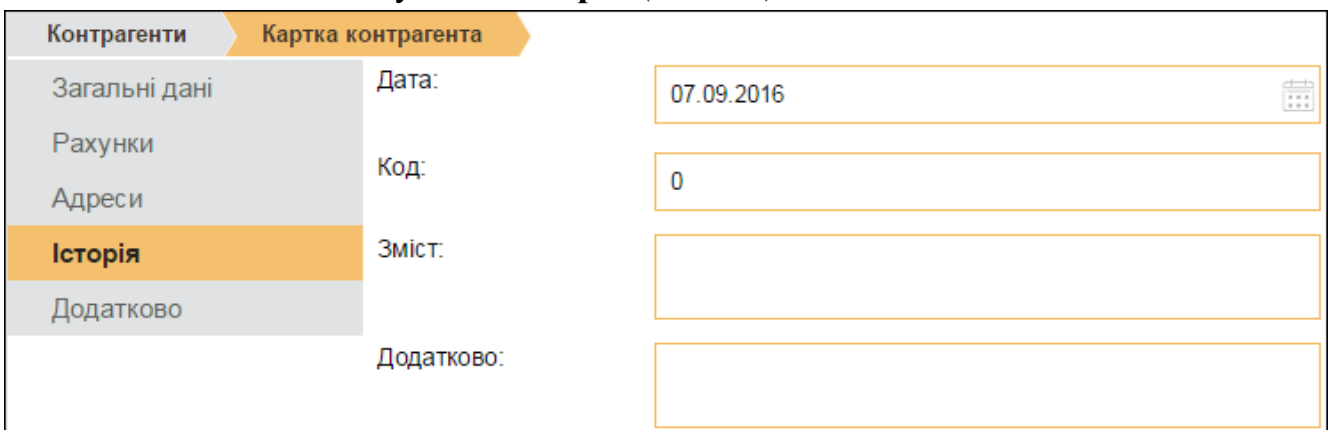 Контрагенти Картка контрагента
Загальні дані
Рахунки
Адреси
Історія
Додатково
Дата: 07.09.2016
Код: 0
Зміст:
Додатково: